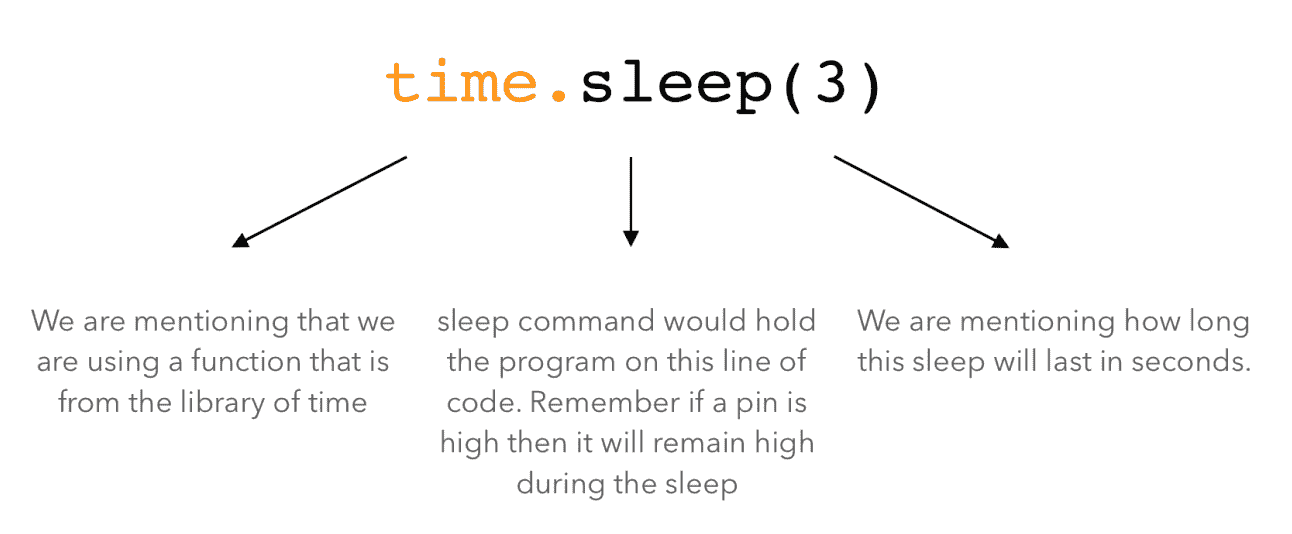 time.sleep(3)
We are mentioning that we
are using a function that is
from the library of time
sleep command would hold
the program on this line of
code. Remember if a pin is
high then it will remain high
during the sleep
We are mentioning how long
this sleep will last in seconds.